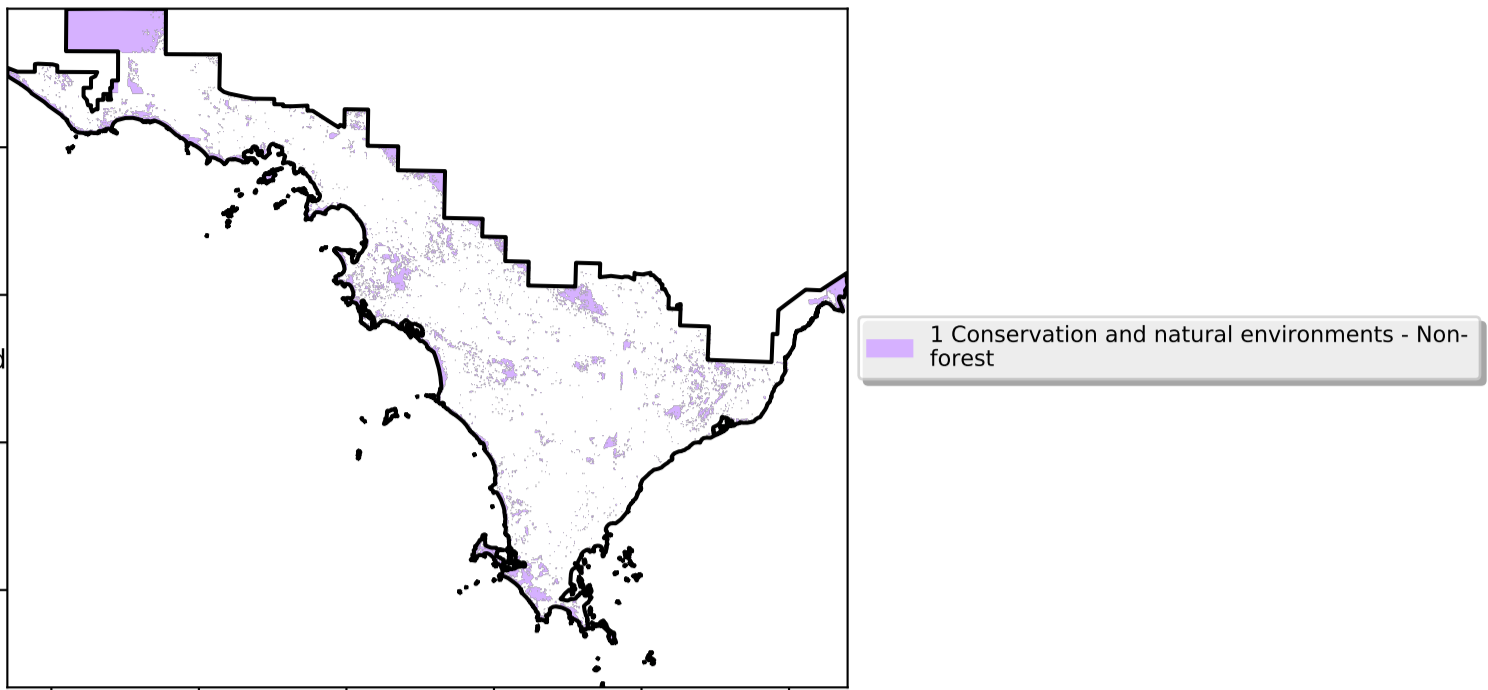 1 Conservation and natural environments - Non-
forest